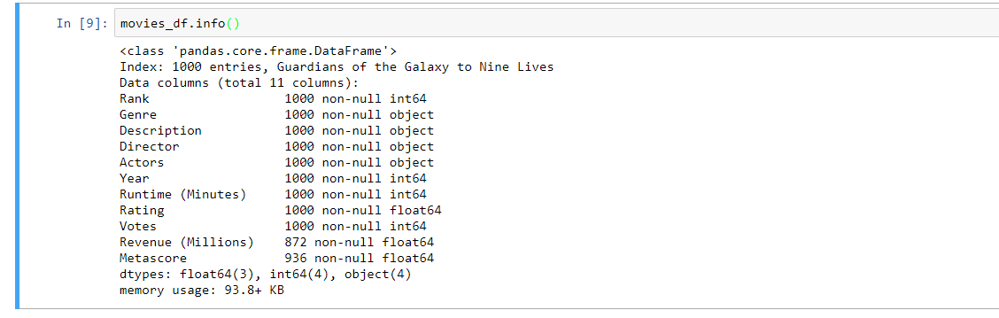 In [9]: movies_df.info()
<class 'pandas.core.frame.DataFrame'>
Index: 1000 entries, Guardians of the Galaxy to Nine Lives
Data columns (total 11 columns):
Rank                  1000 non-null int64
Genre                 1000 non-null object
Description           1000 non-null object
Director              1000 non-null object
Actors                1000 non-null object
Year                  1000 non-null int64
Runtime (Minutes)     1000 non-null int64
Rating                1000 non-null float64
Votes                 1000 non-null int64
Revenue (Millions)    872 non-null float64
Metascore             936 non-null float64
dtypes: float64(3), int64(4), object(4)
memory usage: 93.8+ KB